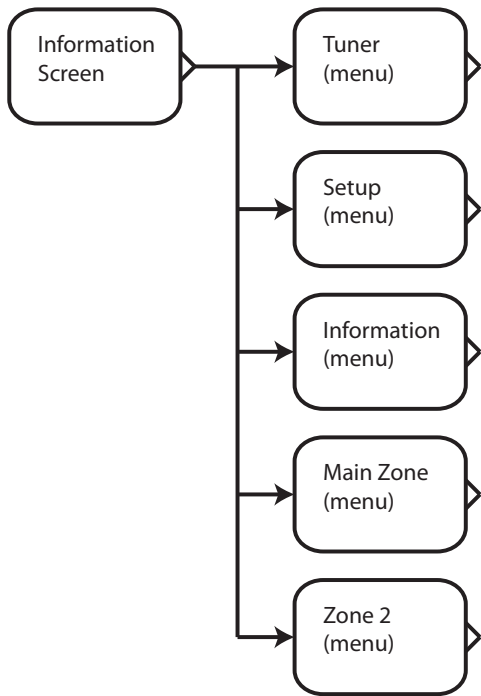 Information
Screen
Tuner
(menu)
Setup
(menu)
Information
(menu)
Main Zone
(menu)
Zone 2
(menu)